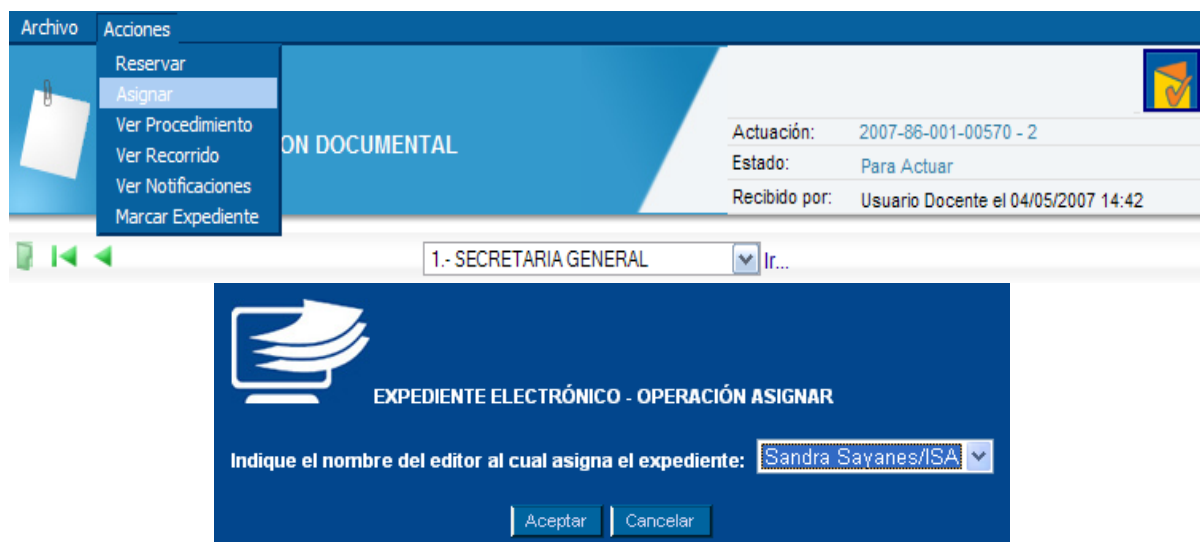 Archivo Acciones
Reservar
Asignar
Ver Procedimiento
Ver Recorrido
Ver Notificaciones
Marcar Expediente
ON DOCUMENTAL
Actuación: 2007-86-001-00570 - 2
Estado: Para Actuar
Recibido por: Usuario Docente el 04/05/2007 14:42
1.- SECRETARIA GENERAL Ir...
EXPEDIENTE ELECTRÓNICO - OPERACIÓN ASIGNAR
Indique el nombre del editor al cual asigna el expediente: Sandra Sayanes/ISA
Aceptar Cancelar